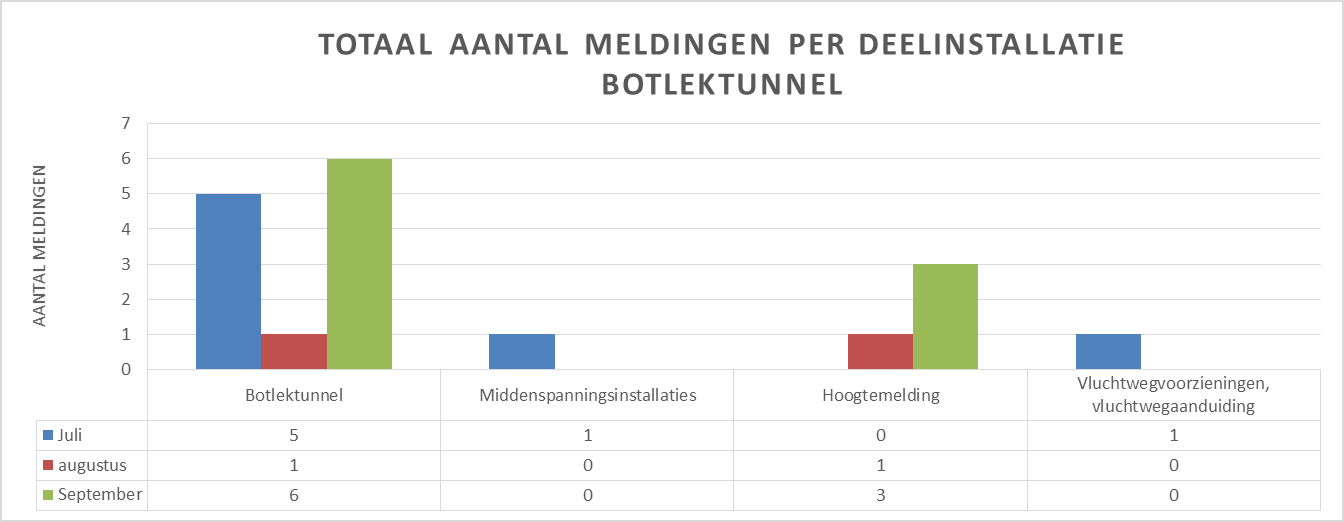 TOTAAL AANTAL MELDINGEN PER DEELINSTALLATIE
BOTLEKTUNNEL
AANTAL MELDINGEN
7
6
5
4
3
2
1
0
Botlektunnel Middenspanningsinstallaties Hoogtemelding Vluchtwegvoorzieningen,
vluchtwegaanduiding
Juli 5 1 0 1
augustus 1 0 1 0
September 6 0 3 0